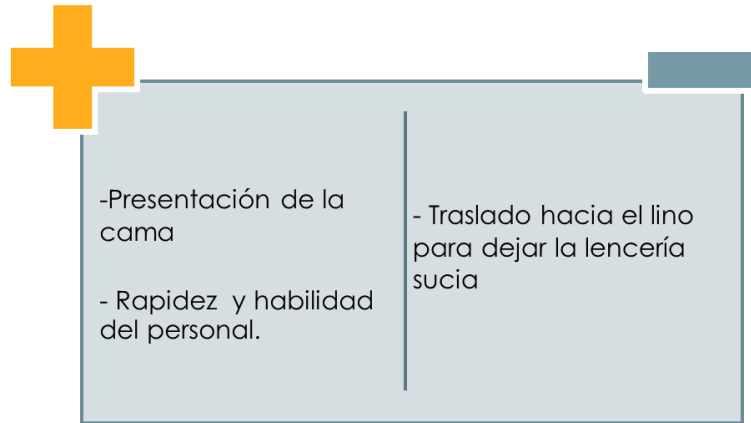 -Presentación de la
cama
- Rapidez y habilidad
del personal.
- Traslado hacia el lino
para dejar la lencería
sucia